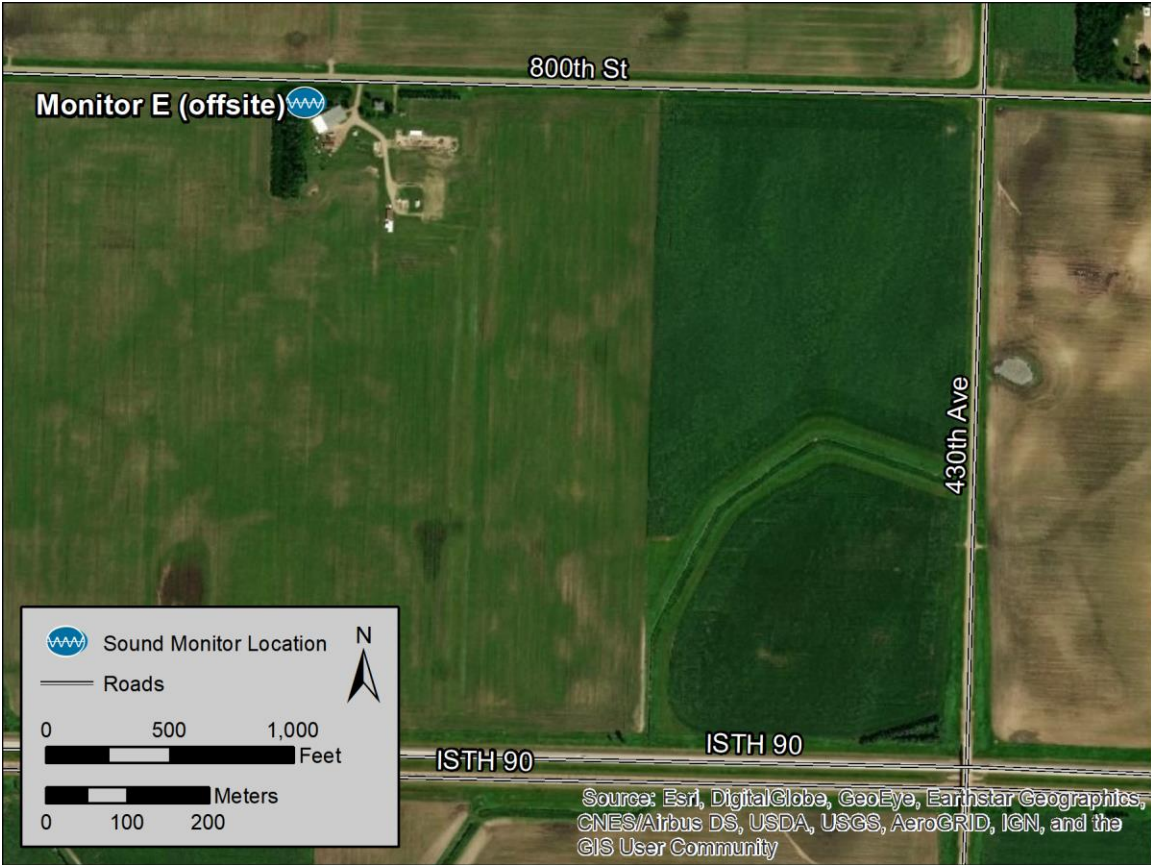 800th St
Monitor E (offsite)
430th Ave
Sound Monitor Location
N
Roads
0 500 1,000
Feet
Meters
0 100 200
ISTH 90
ISTH 90
Source: Esri, DigitalGlobe, GeoEye, Earthstar Geographics,
CNES/Airbus DS, USDA, USGS, AeroGRID, IGN, and the
GIS User Community